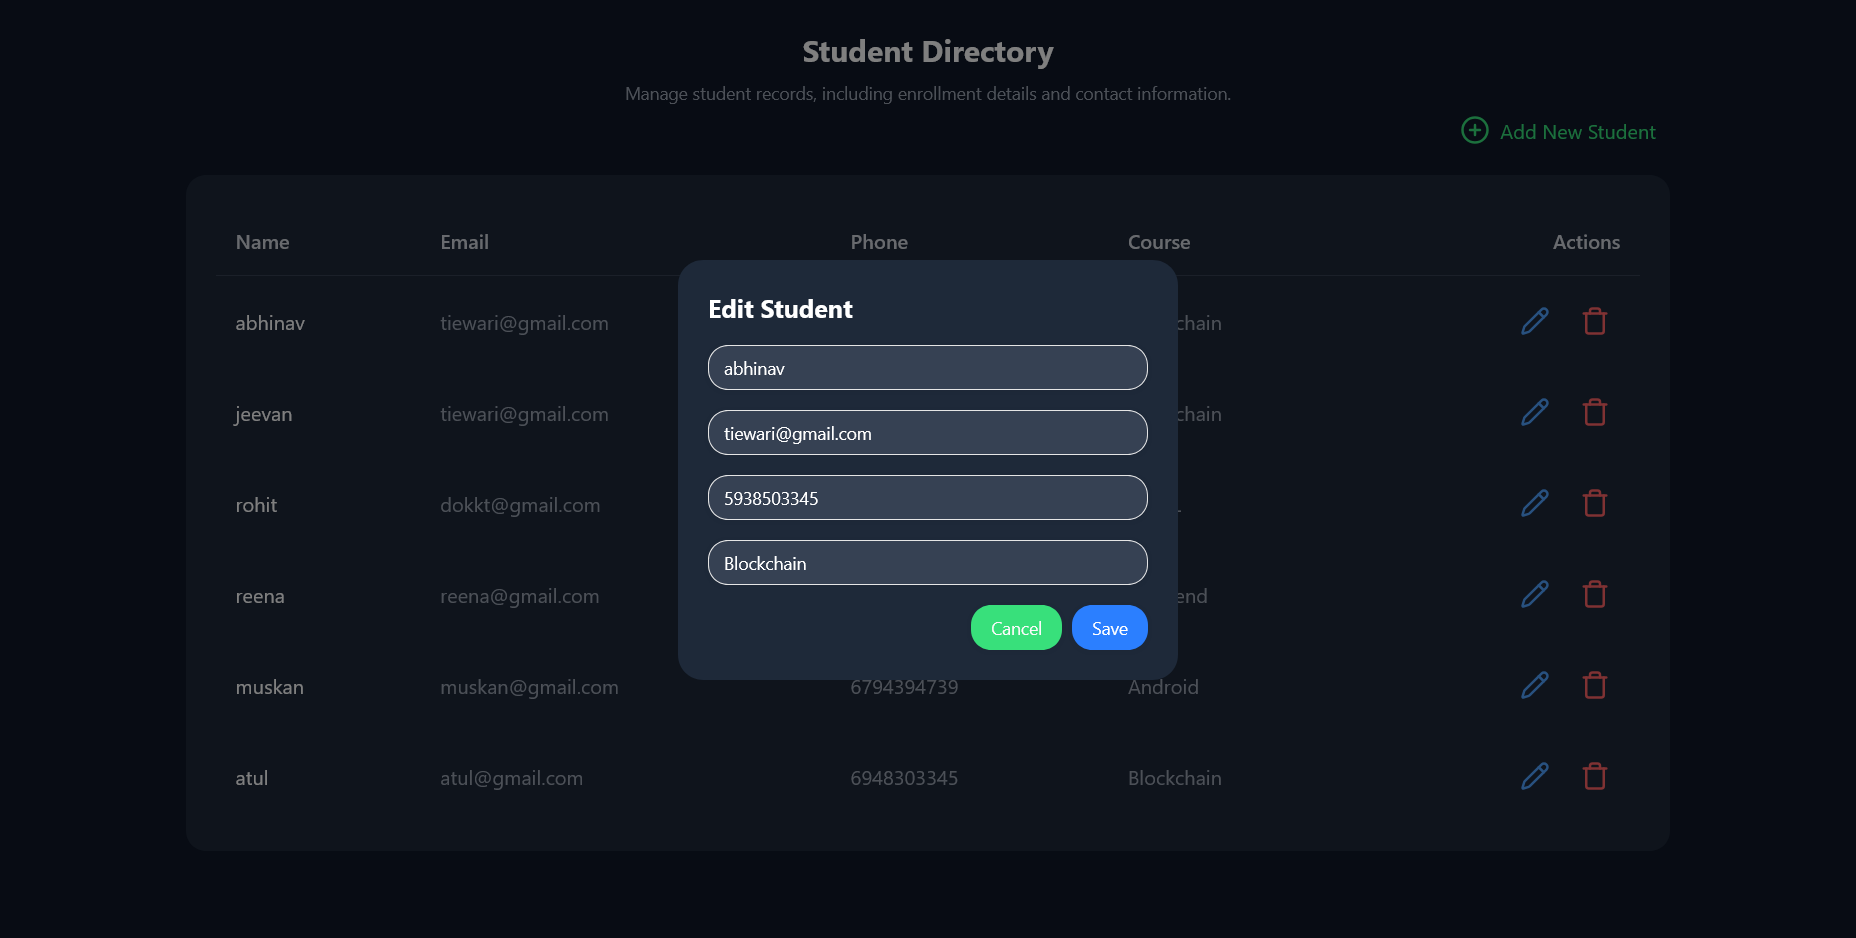 Student Directory
Manage student records, including enrollment details and contact information.
Add New Student
Name Email Phone Course Actions
abhinav tiewari@gmail.com
jeevan tiewari@gmail.com
rohit dokkt@gmail.com
reena reena@gmail.com
muskan muskan@gmail.com 6794394739 Android
atul atul@gmail.com 6948303345 Blockchain
Edit Student
abhinav
tiewari@gmail.com
5938503345
Blockchain
Cancel Save